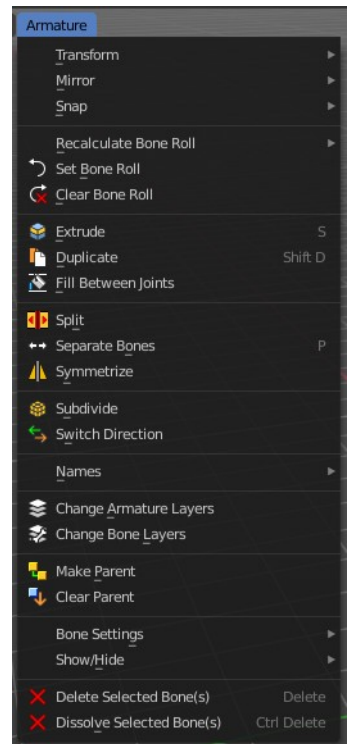 Armature
Transform
Mirror
Snap
Recalculate Bone Roll
Set Bone Roll
Clear Bone Roll
Extrude S
Duplicate Shift D
Fill Between Joints
Split
Separate Bones P
Symmetrize
Subdivide
Switch Direction
Names
Change Armature Layers
Change Bone Layers
Make Parent
Clear Parent
Bone Settings
Show/Hide
Delete Selected Bone(s) Delete
Dissolve Selected Bone(s) Ctrl Delete